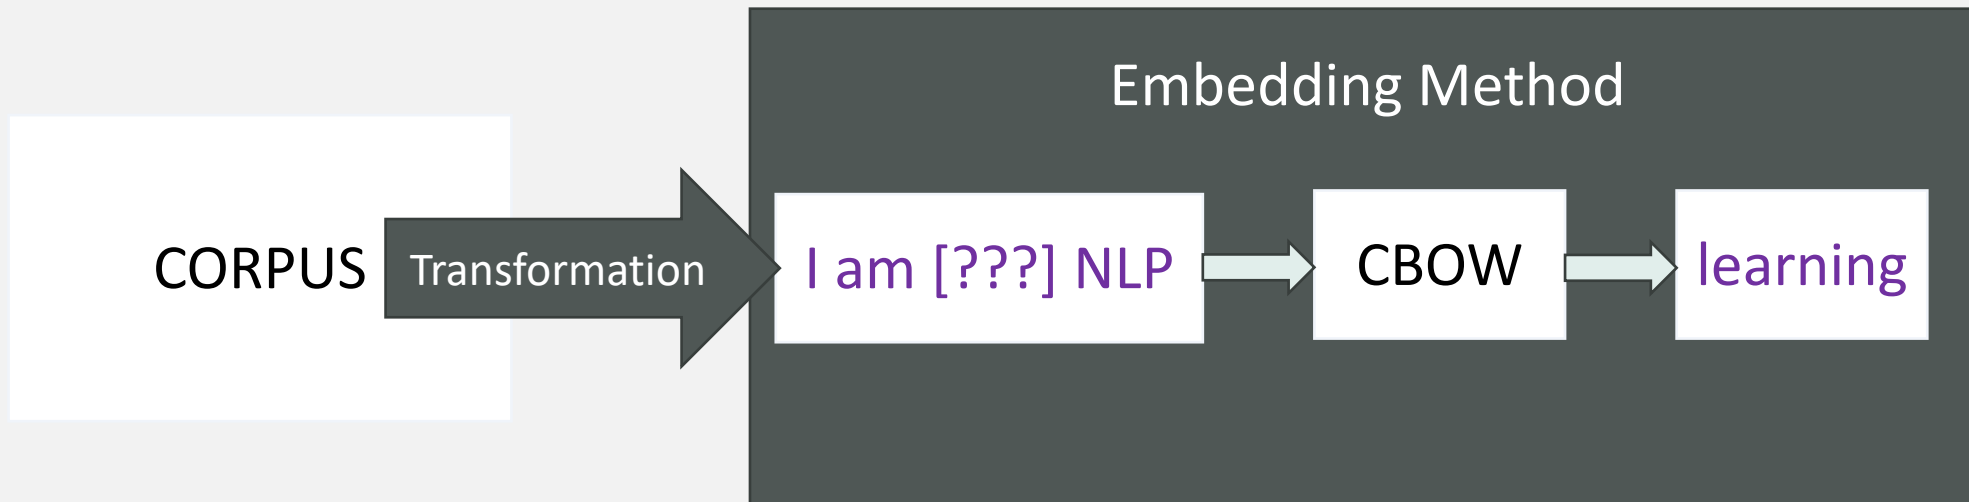 Embedding Method
CORPUS
Transformation
I am [???] NLP
CBOW
learning